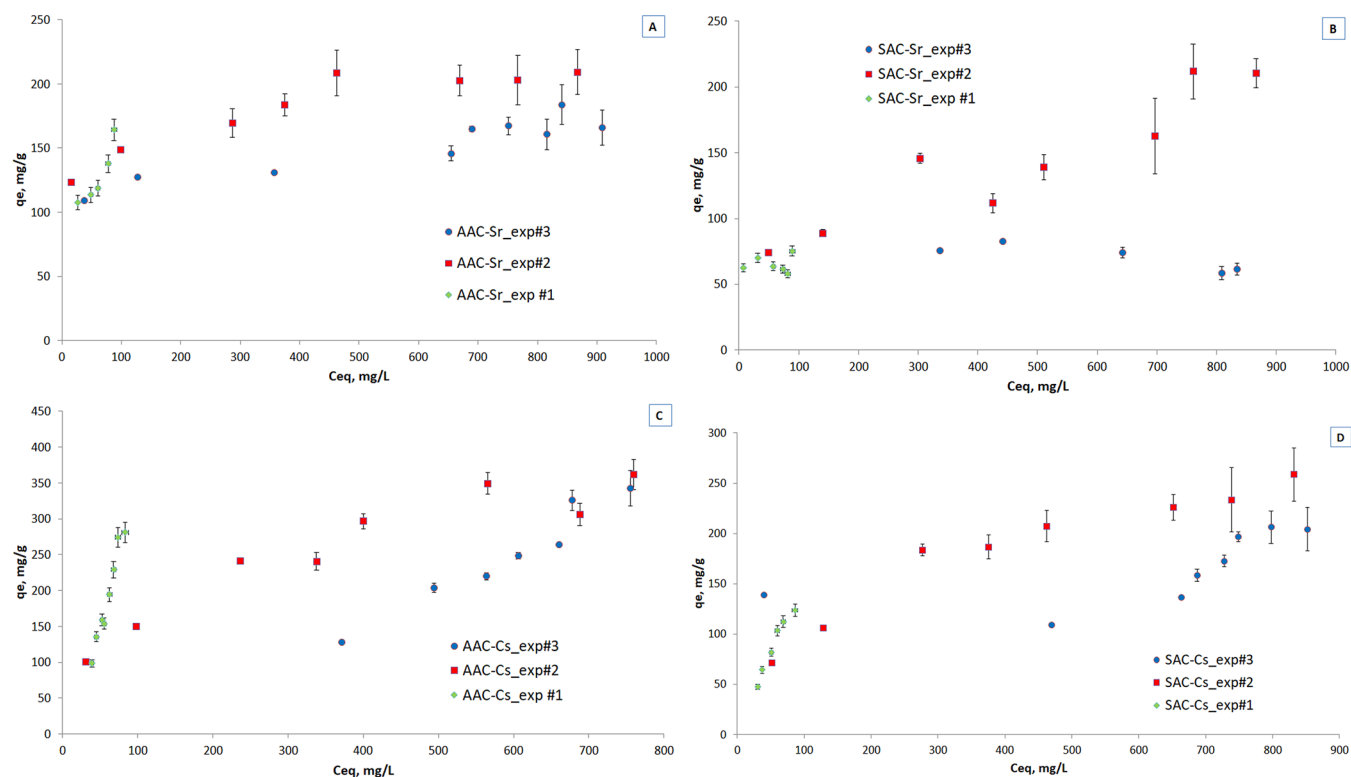 A
250
200
150
100
50
0
qe, mg/g
AAC-Sr_exp#3
AAC-Sr_exp#2
AAC-Sr_exp #1
0 100 200 300 400 500 600 700 800 900 1000
Ceq, mg/L
B
250
200
150
100
50
0
qe, mg/g
SAC-Sr_exp#3
SAC-Sr_exp#2
SAC-Sr_exp #1
0 100 200 300 400 500 600 700 800 900 1000
Ceq, mg/L
C
450
400
350
300
250
200
150
100
50
0
qe, mg/g
AAC-Cs_exp#3
AAC-Cs_exp#2
AAC-Cs_exp #1
0 100 200 300 400 500 600 700 800
Ceq, mg/L
D
300
250
200
150
100
50
0
qe, mg/g
SAC-Cs_exp#3
SAC-Cs_exp#2
SAC-Cs_exp#1
0 100 200 300 400 500 600 700 800 900
Ceq, mg/L